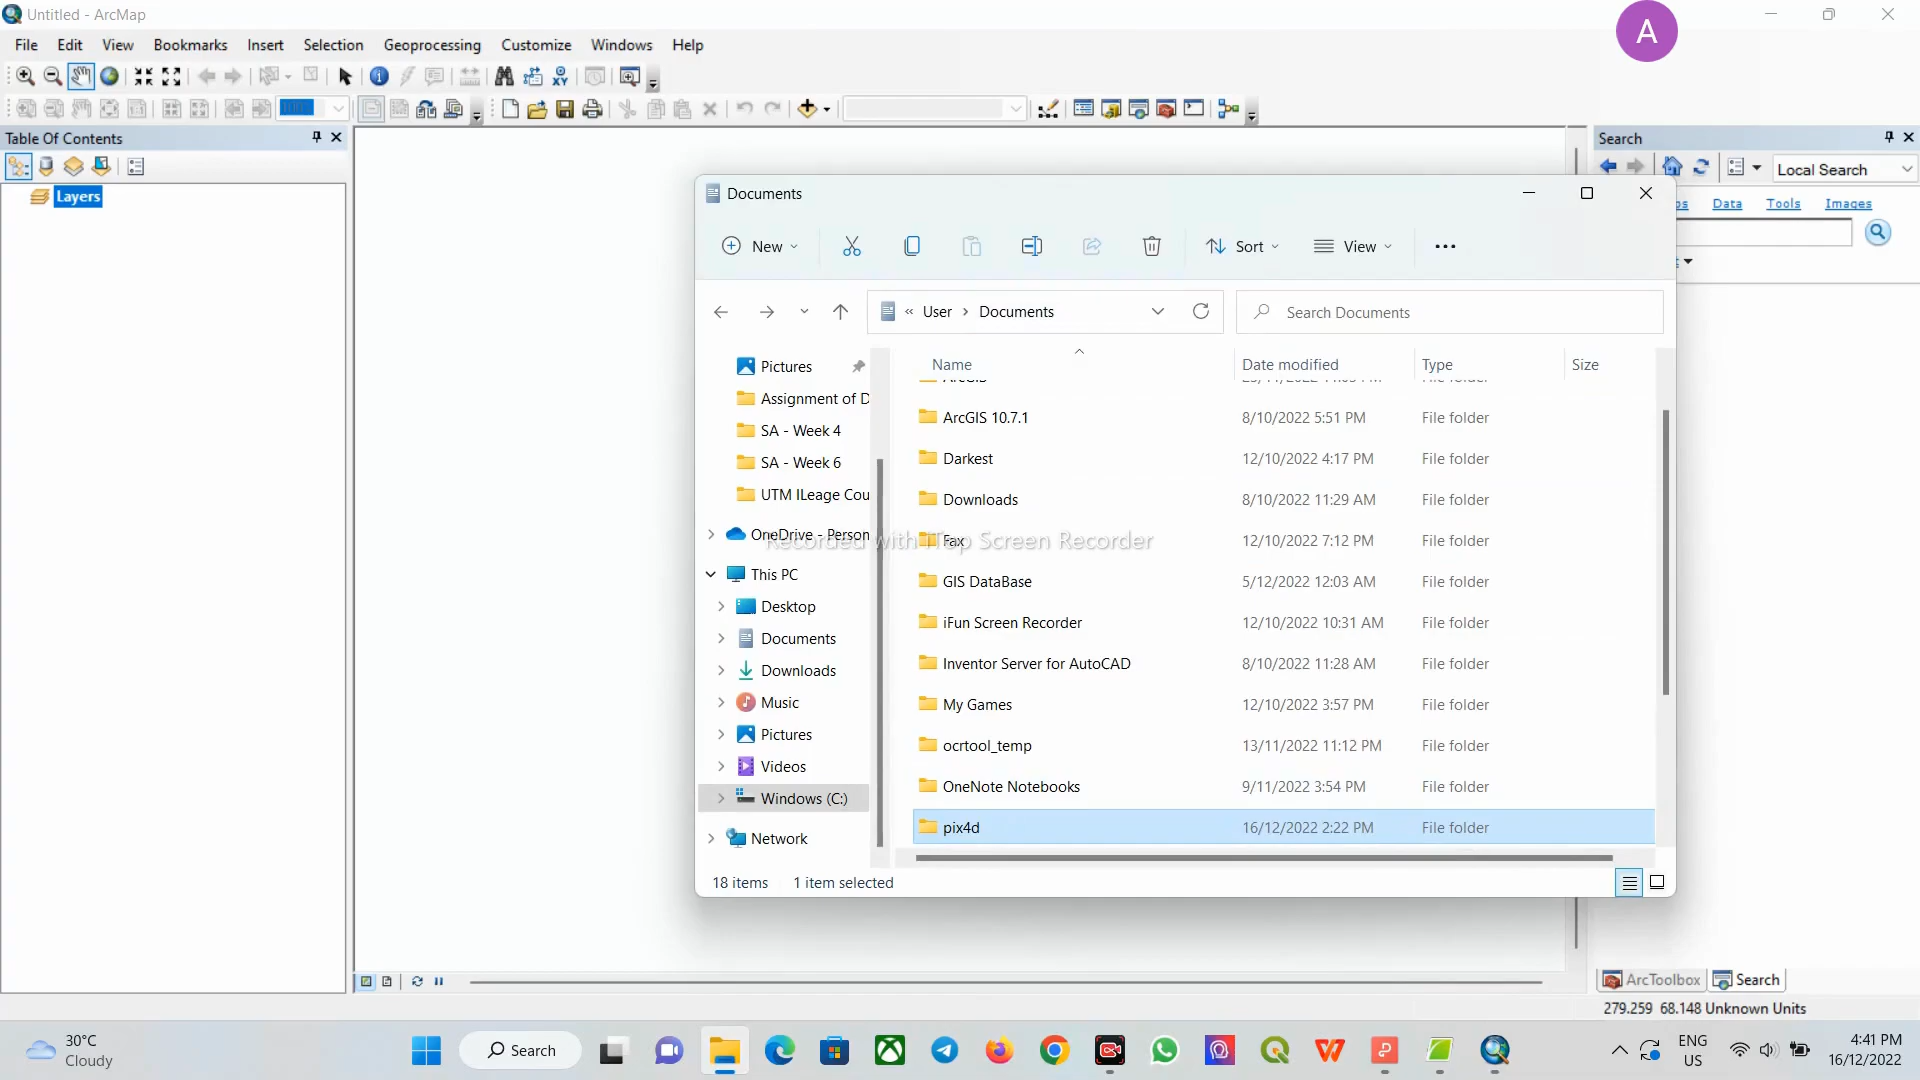 Untitled - ArcMap
A
File Edit View Bookmarks Insert Selection Geoprocessing Customize Windows Help
Table Of Contents
Layers
Search
Local Search
Data Tools Images
Documents
New Sort View
« User > Documents
Search Documents
Pictures
Assignment of D
SA - Week 4
SA - Week 6
UTM ILeage Cou
OneDrive - Person
This PC
Desktop
Documents
Downloads
Music
Pictures
Videos
Windows (C:)
Network
Name Date modified Type Size
ArcGIS 10.7.1 8/10/2022 5:51 PM File folder
Darkest 12/10/2022 4:17 PM File folder
Downloads 8/10/2022 11:29 AM File folder
Fax 12/10/2022 7:12 PM File folder
GIS DataBase 5/12/2022 12:03 AM File folder
iFun Screen Recorder 12/10/2022 10:31 AM File folder
Inventor Server for AutoCAD 8/10/2022 11:28 AM File folder
My Games 12/10/2022 3:57 PM File folder
ocrtool_temp 13/11/2022 11:12 PM File folder
OneNote Notebooks 9/11/2022 3:54 PM File folder
pix4d 16/12/2022 2:22 PM File folder
Recorded with iTop Screen Recorder
18 items 1 item selected
ArcToolbox Search
279.259 68.148 Unknown Units
30°C
Cloudy
Search
ENG
US
4:41 PM
16/12/2022